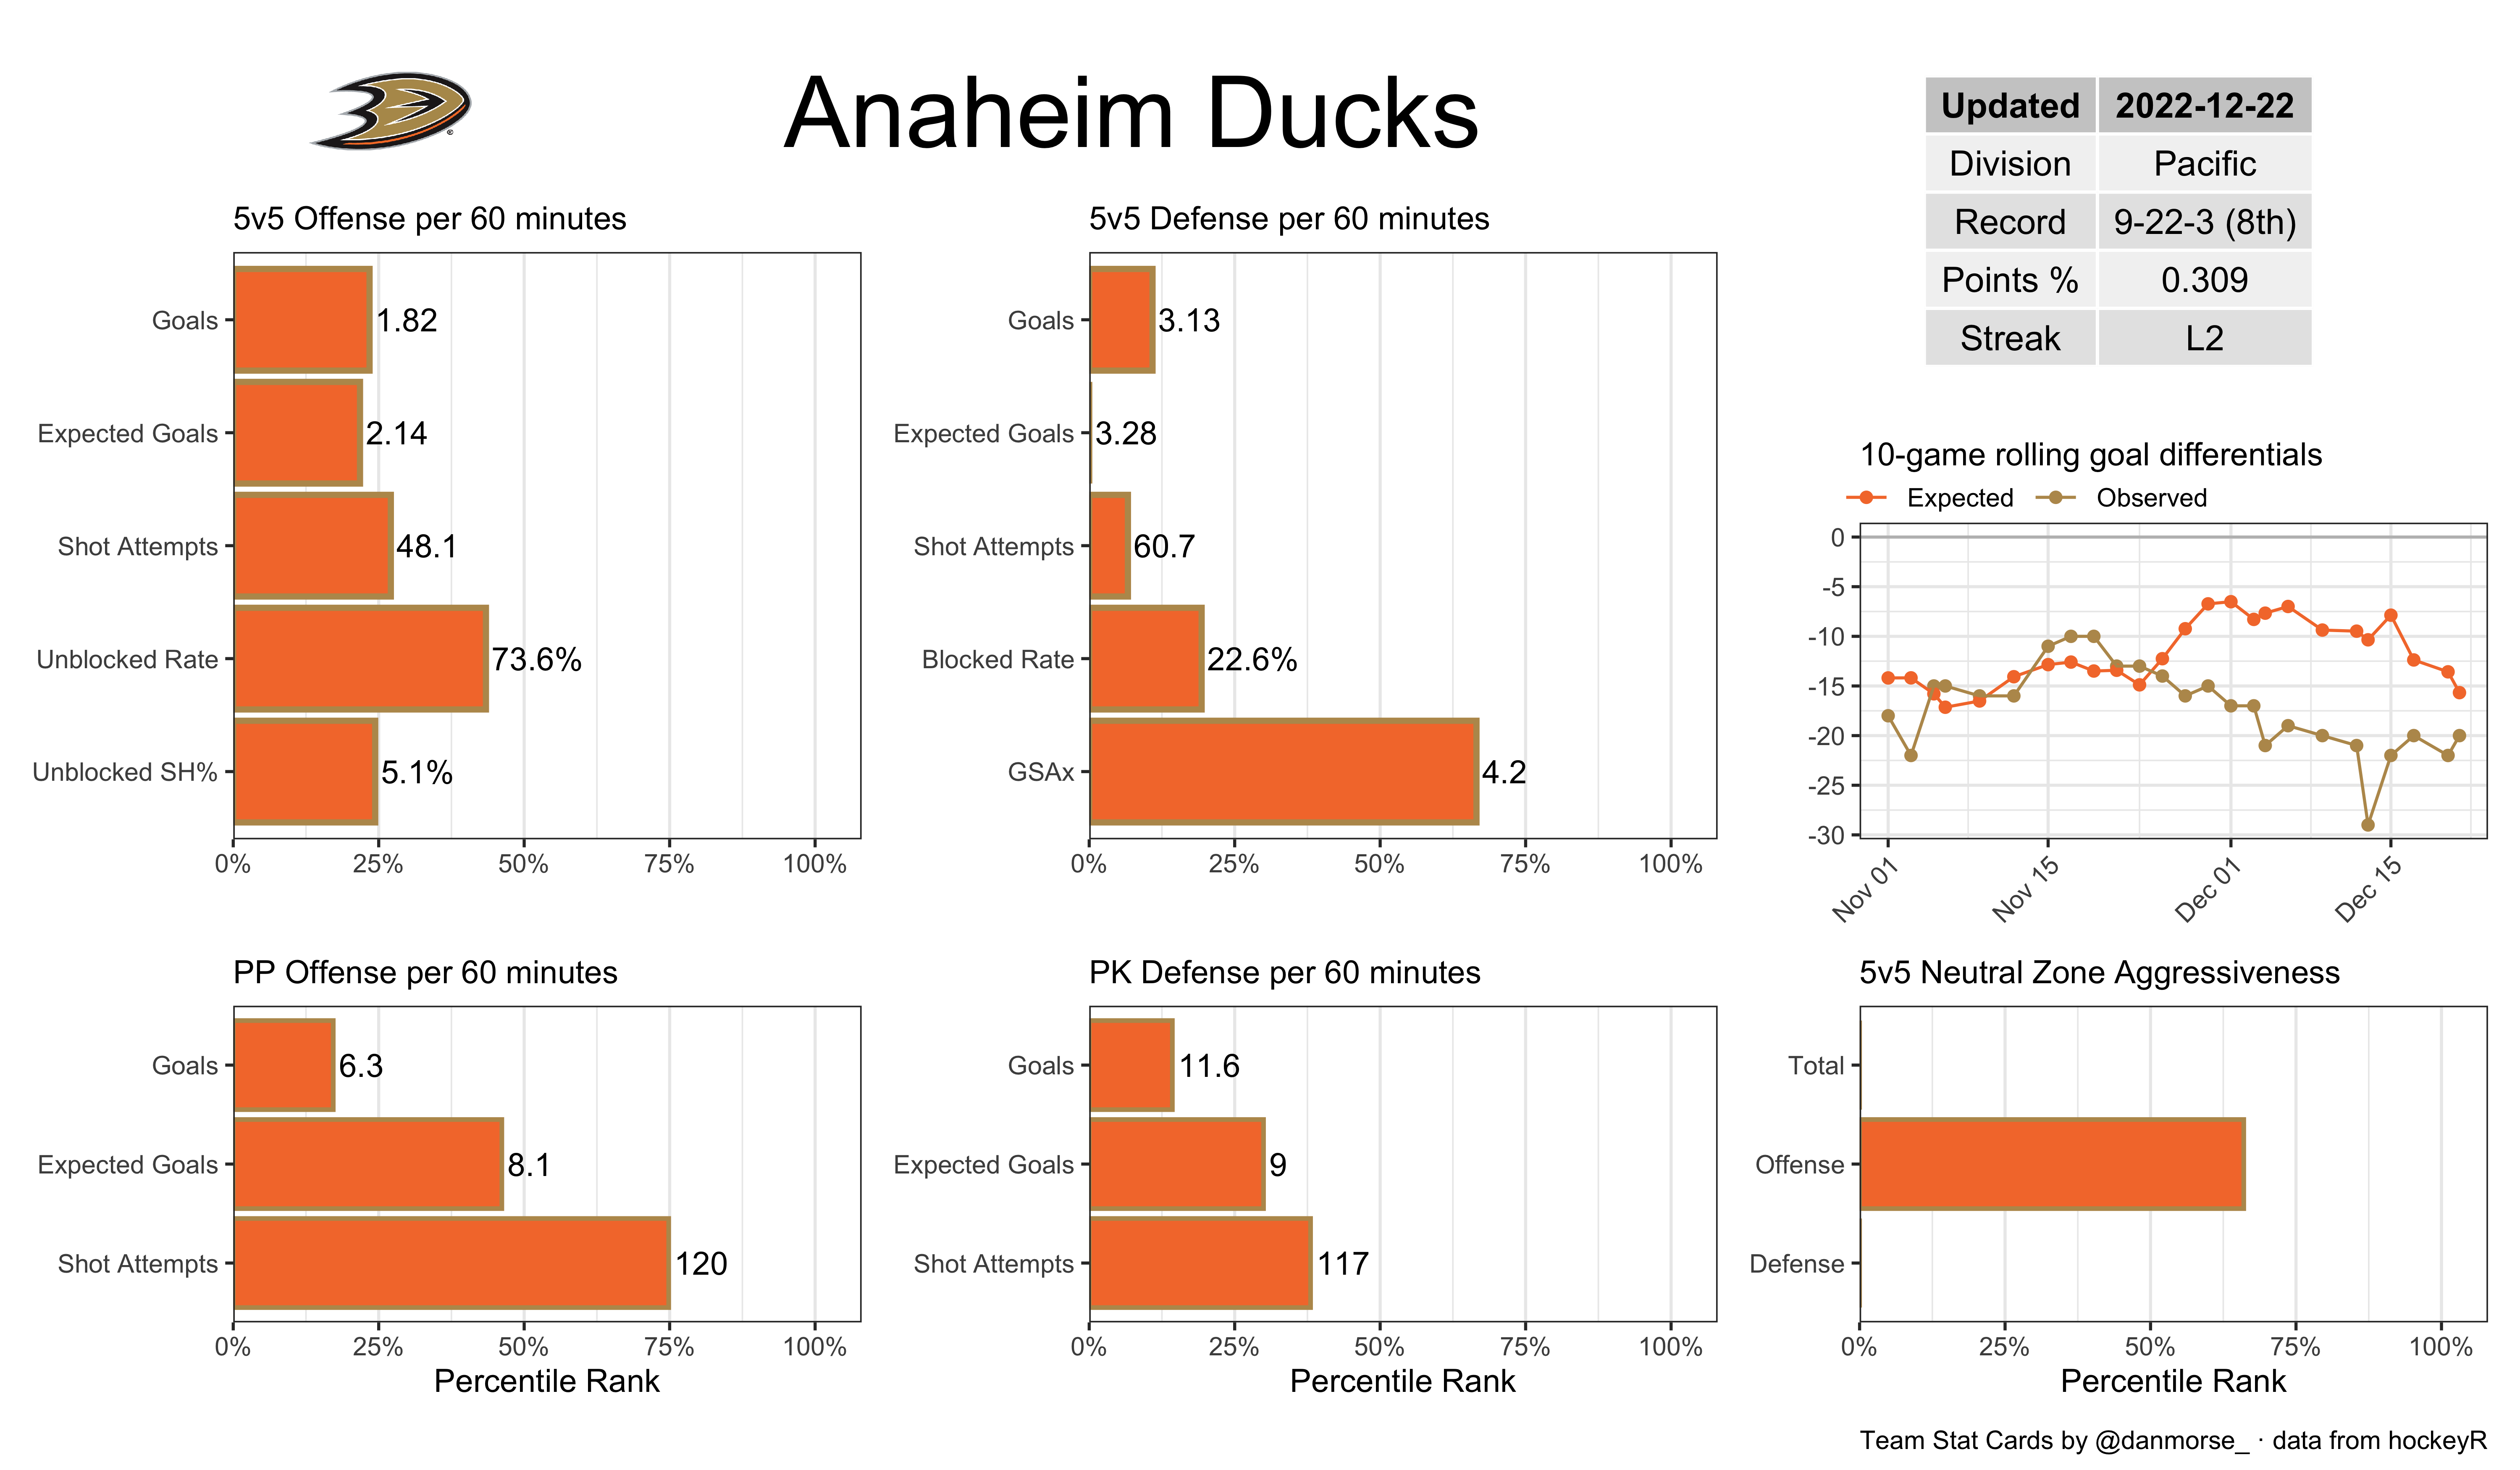 Anaheim Ducks
Updated 2022-12-22
Division Pacific
Record 9-22-3 (8th)
Points % 0.309
Streak L2
5v5 Offense per 60 minutes
Goals 1.82
Expected Goals 2.14
Shot Attempts 48.1
Unblocked Rate 73.6%
Unblocked SH% 5.1%
0% 25% 50% 75% 100%
5v5 Defense per 60 minutes
Goals 3.13
Expected Goals 3.28
Shot Attempts 60.7
Blocked Rate 22.6%
GSAx 4.2
0% 25% 50% 75% 100%
10-game rolling goal differentials
Expected Observed
0
-5
-10
-15
-20
-25
-30
Nov 01 Nov 15 Dec 01 Dec 15
PP Offense per 60 minutes
Goals 6.3
Expected Goals 8.1
Shot Attempts 120
0% 25% 50% 75% 100%
Percentile Rank
PK Defense per 60 minutes
Goals 11.6
Expected Goals 9
Shot Attempts 117
0% 25% 50% 75% 100%
Percentile Rank
5v5 Neutral Zone Aggressiveness
Total
Offense
Defense
0% 25% 50% 75% 100%
Percentile Rank
Team Stat Cards by @danmorse_ · data from hockeyR